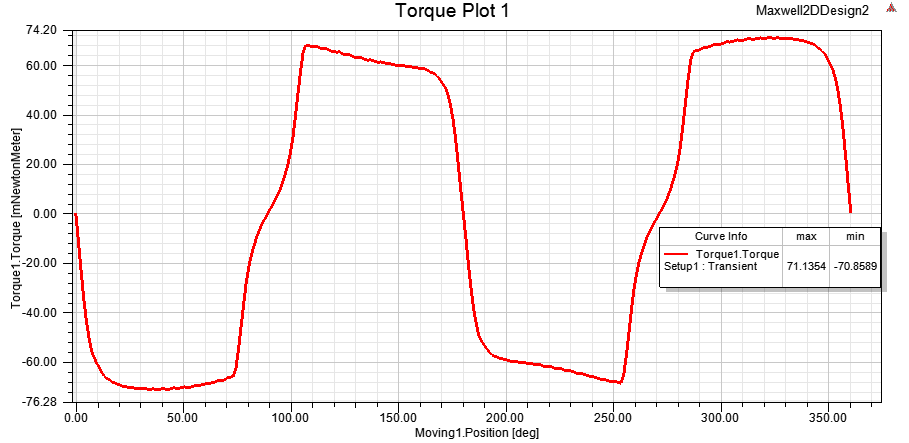 Torque Plot 1
Maxwell2DDesign2
74.20
60.00
40.00
20.00
0.00
-20.00
-40.00
-60.00
-76.28
Torque1.Torque [mNewtonMeter]
Curve Info max min
Torque1.Torque
Setup1 : Transient 71.1354 -70.8589
0.00 50.00 100.00 150.00 200.00 250.00 300.00 350.00
Moving1.Position [deg]